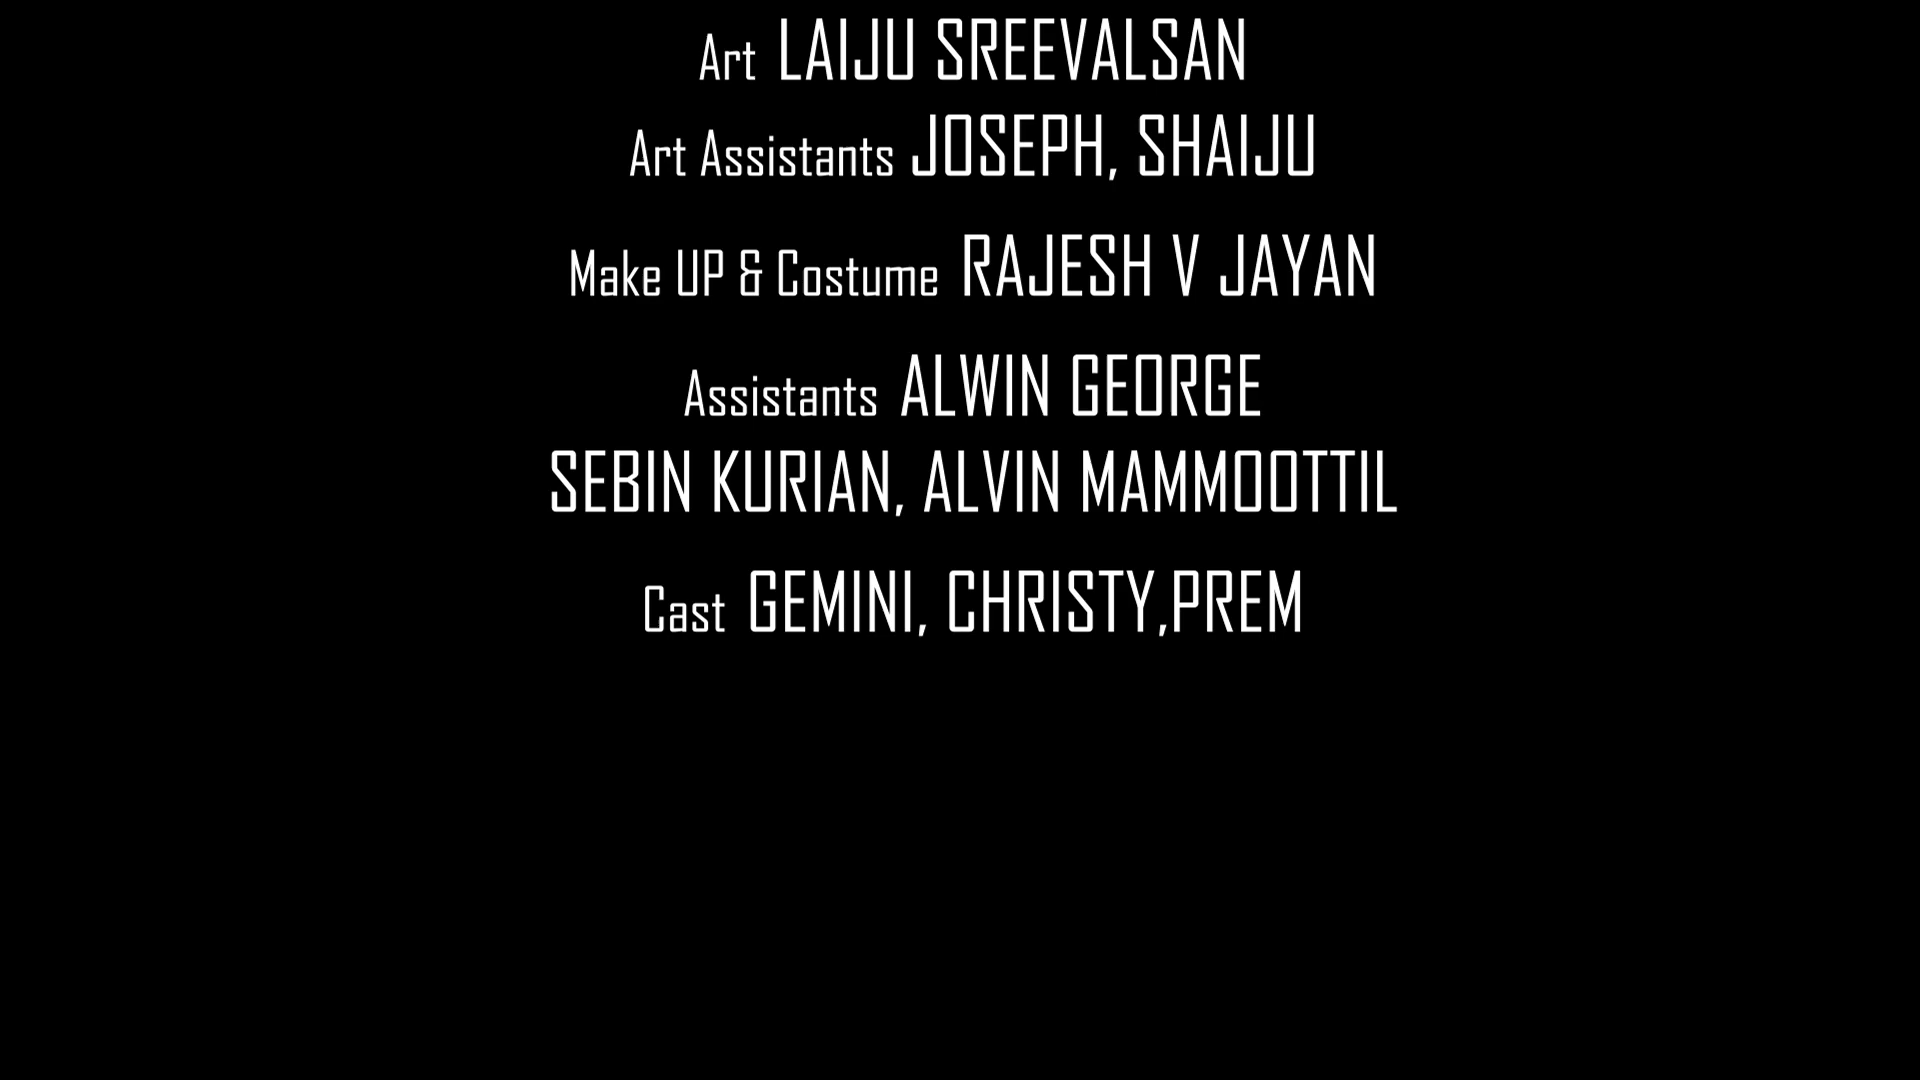 Art LAIJU SREEVALSAN
Art Assistants JOSEPH, SHAIJU
Make UP & Costume RAJESH V JAYAN
Assistants ALWIN GEORGE
SEBIN KURIAN, ALVIN MAMMOOTTIL
Cast GEMINI, CHRISTY,PREM